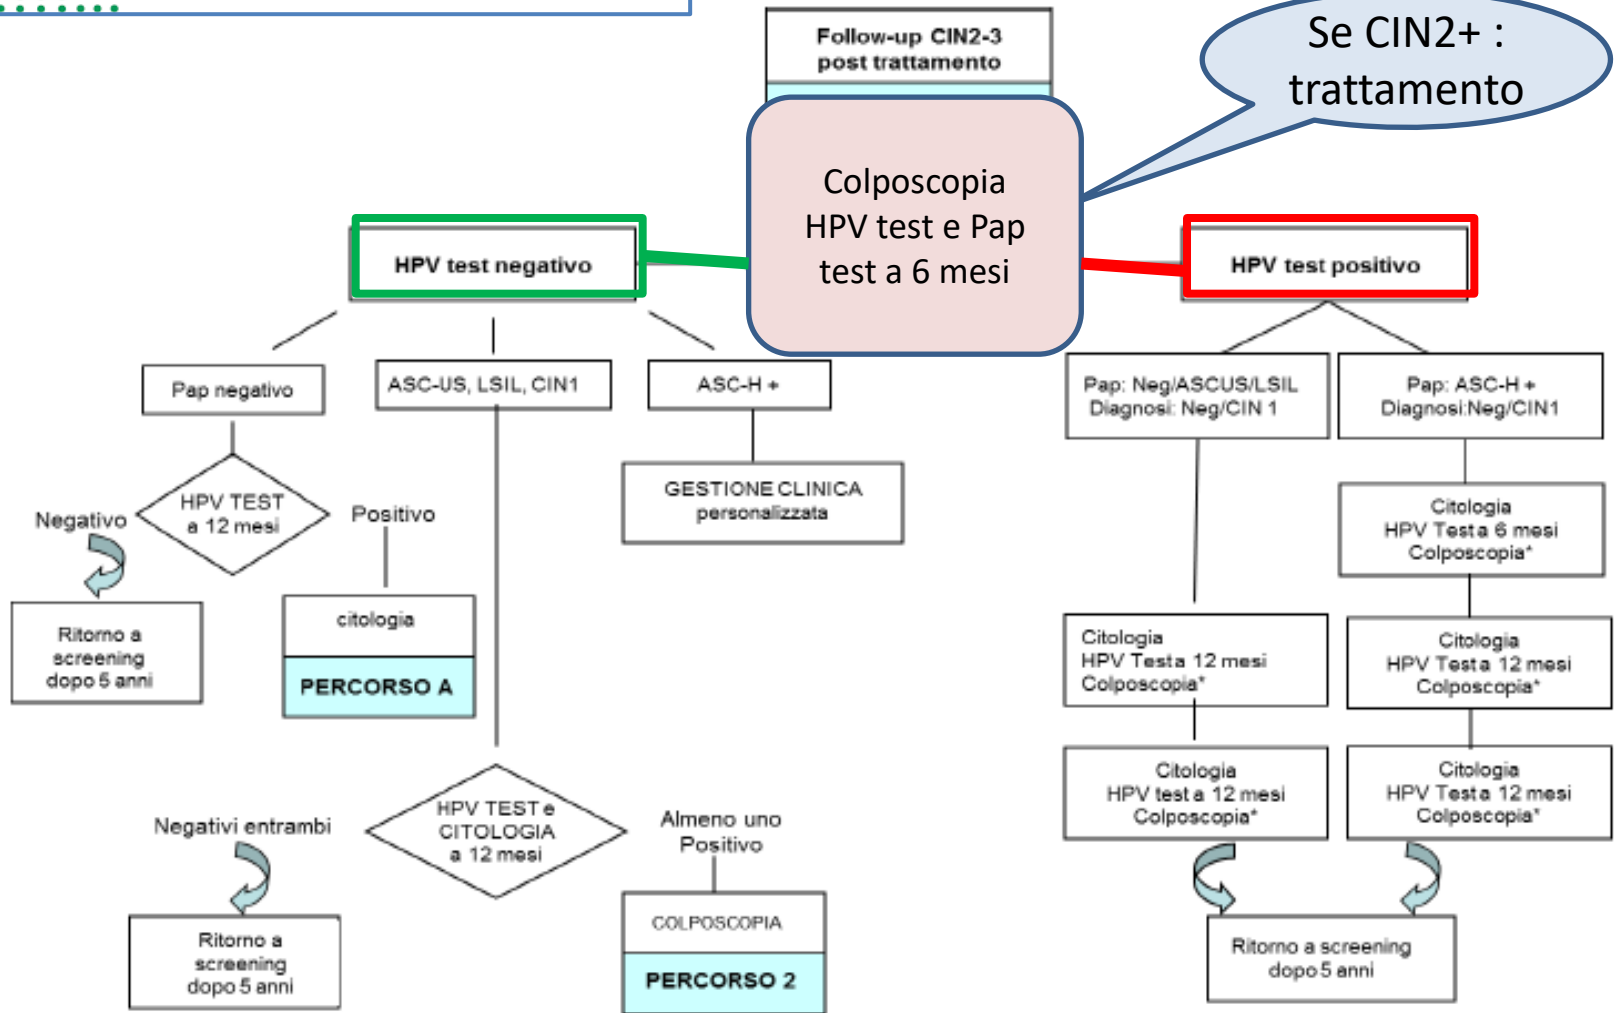 Follow-up CIN2-3
post trattamento
Se CIN2+ :
trattamento
Colposcopia
HPV test e Pap
test a 6 mesi
HPV test negativo
HPV test positivo
Pap negativo
ASC-US, LSIL, CIN1
ASC-H +
Pap: Neg/ASCUS/LSIL
Diagnosi: Neg/CIN 1
Pap: ASC-H +
Diagnosi:Neg/CIN1
HPV TEST
a 12 mesi
Negativo
Positivo
GESTIONE CLINICA
personalizzata
Citologia
HPV Test a 6 mesi
Colposcopia*
Ritorno a
screening
dopo 5 anni
citologia
PERCORSO A
Citologia
HPV Test a 12 mesi
Colposcopia*
Citologia
HPV Test a 12 mesi
Colposcopia*
HPV TEST e
CITOLOGIA
a 12 mesi
Negativi entrambi
Almeno uno
Positivo
Citologia
HPV test a 12 mesi
Colposcopia*
Citologia
HPV Test a 12 mesi
Colposcopia*
Ritorno a
screening
dopo 5 anni
COLPOSCOPIA
PERCORSO 2
Ritorno a screening
dopo 5 anni